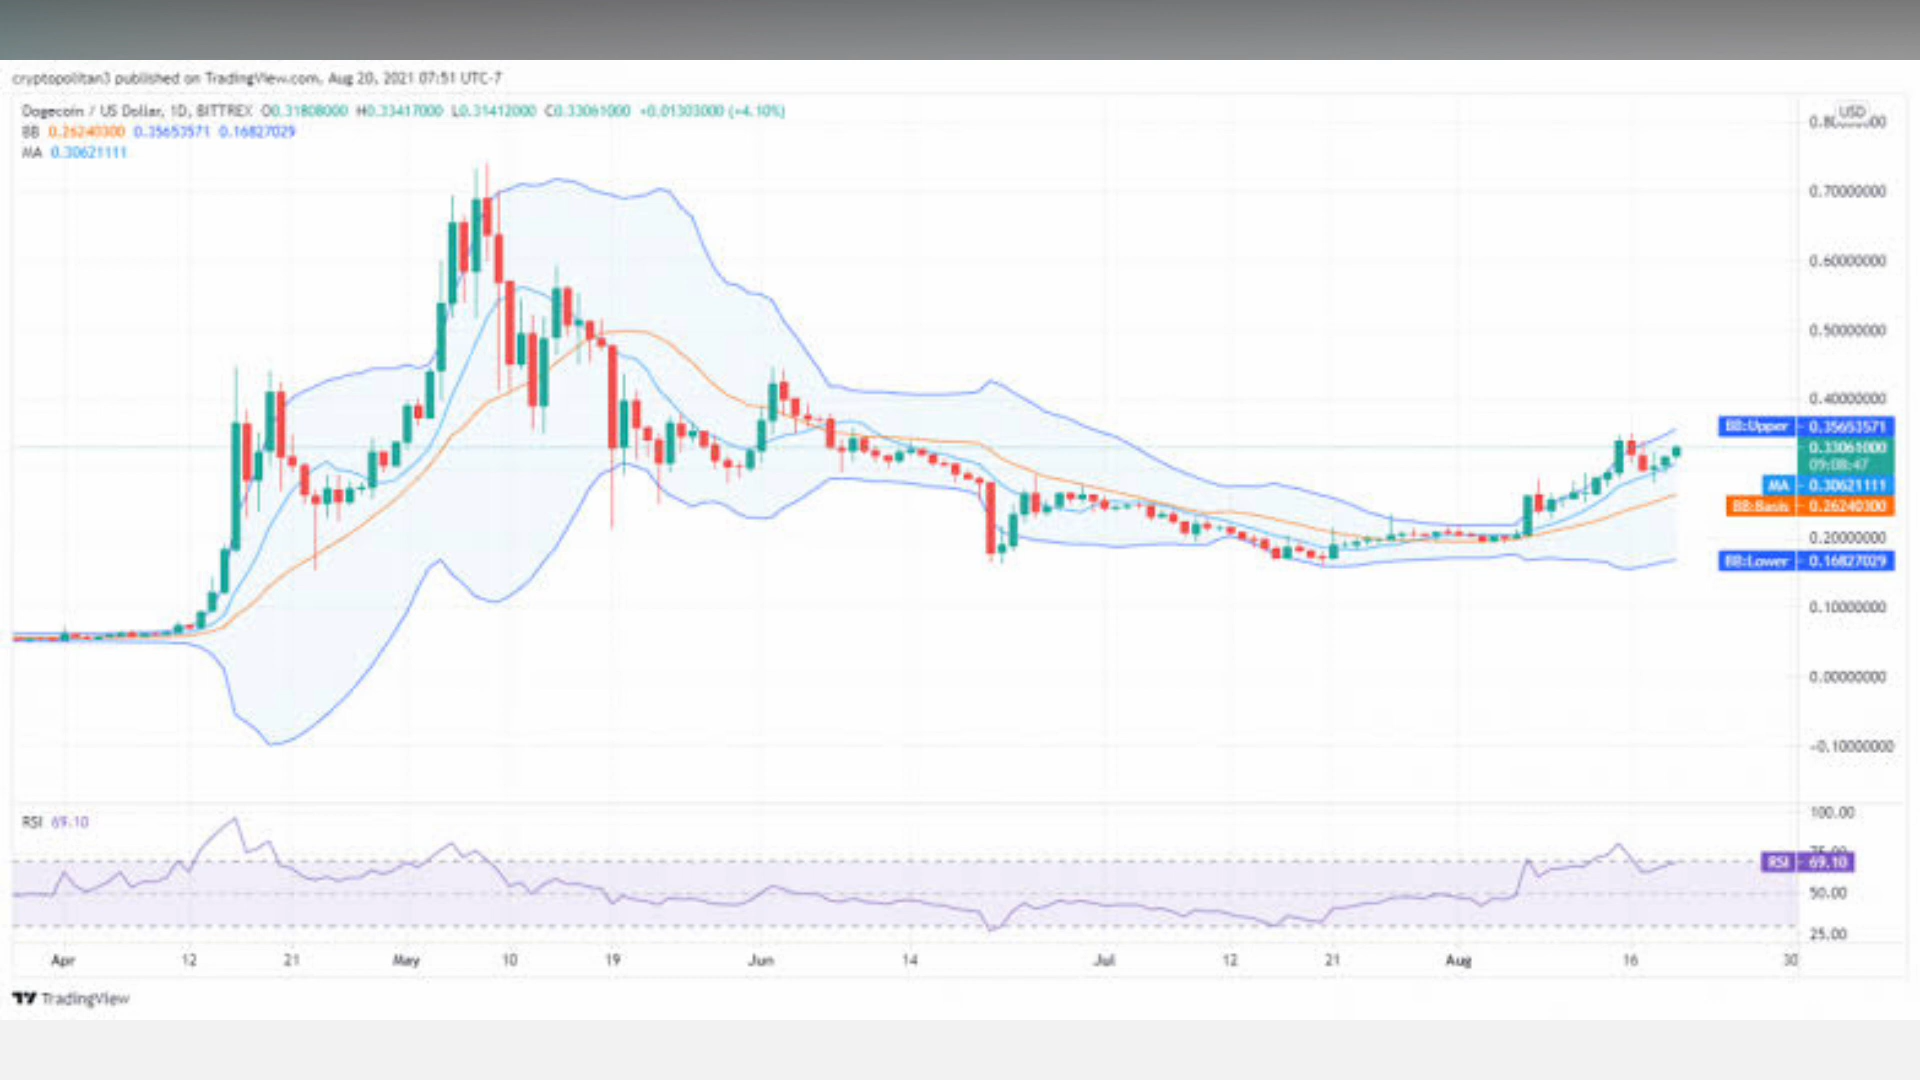 cryptopolitan3 published on TradingView.com, Aug 20, 2021 07:51 UTC-7
Dogecoin / US Dollar, 1D, BITTREX O0.31808000 H0.33417000 L0.31412000 C0.33061000 +0.01303000 (+4.10%)
BB 0.26240300 0.35653571 0.16827029
MA 0.30621111
USD
0.70000000
0.60000000
0.50000000
0.40000000
BB:Upper 0.35653571
0.33061000
09:08:47
MA 0.30621111
BB:Basis 0.26240300
0.20000000
BB:Lower 0.16827029
0.10000000
0.00000000
-0.10000000
RSI 69.10
100.00
RSI 69.10
50.00
25.00
Apr 12 21 May 10 19 Jun 14 Jul 12 21 Aug 16 30
TradingView